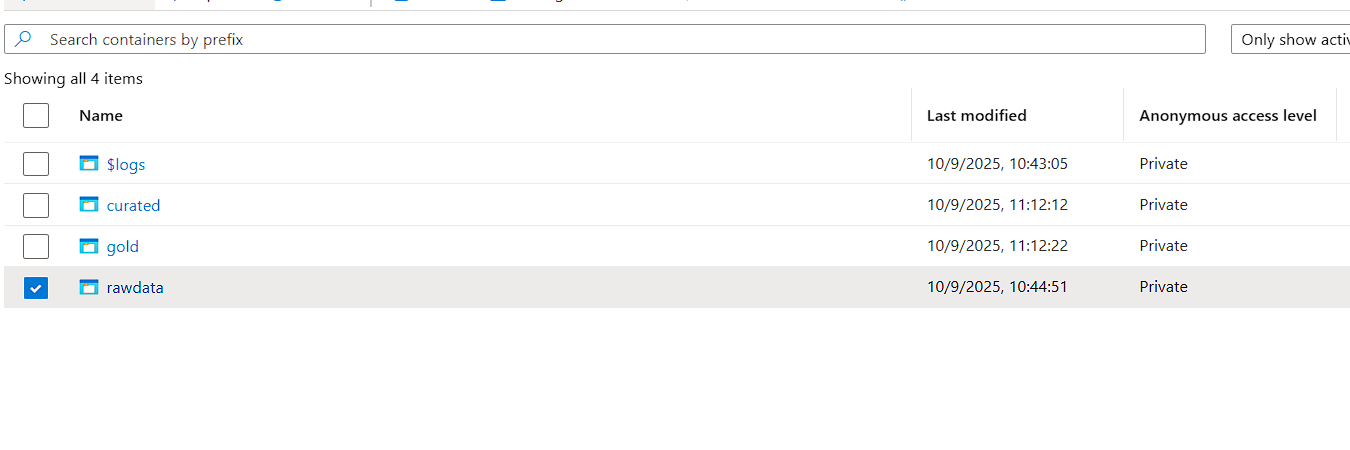 Search containers by prefix
Only show activ
Showing all 4 items
Name Last modified Anonymous access level
$logs 10/9/2025, 10:43:05 Private
curated 10/9/2025, 11:12:12 Private
gold 10/9/2025, 11:12:22 Private
rawdata 10/9/2025, 10:44:51 Private